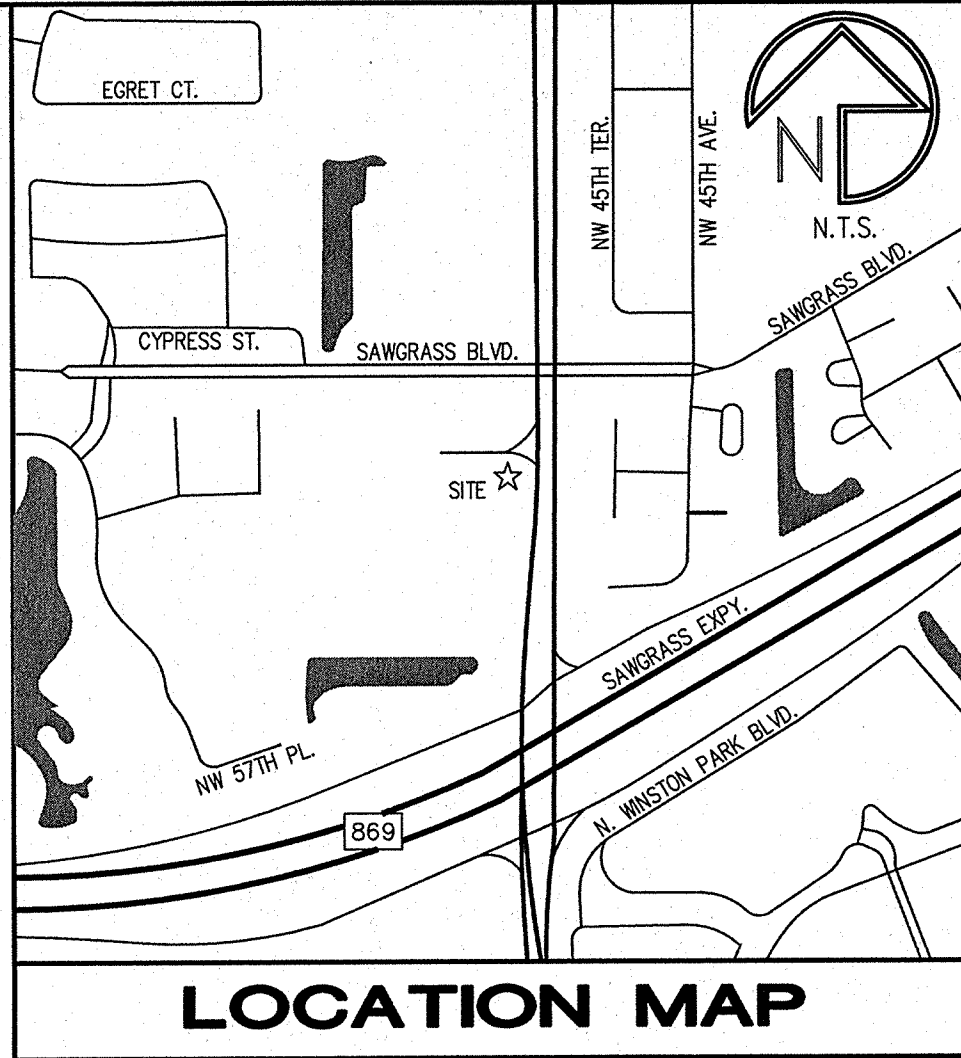 EGRET CT.
NW 45TH TER.
NW 45TH AVE.
N
N.T.S.
SAWGRASS BLVD.
CYPRESS ST.
SAWGRASS BLVD.
SITE
SAWGRASS EXPY.
NW 57TH PL.
N. WINSTON PARK BLVD.
869
LOCATION MAP